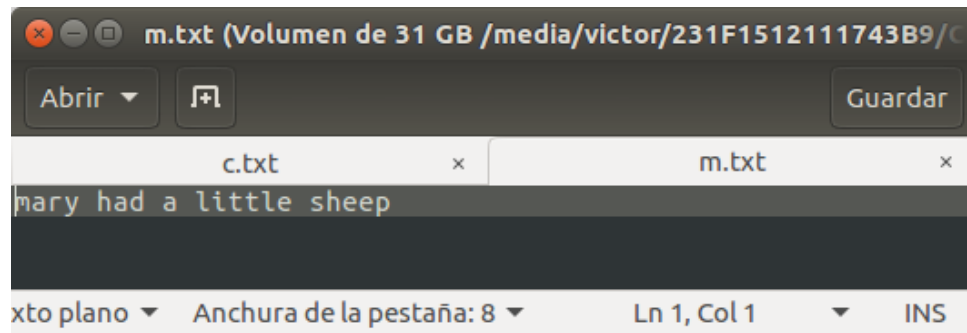 m.txt (Volumen de 31 GB /media/victor/231F1512111743B9/C
Abrir
Guardar
c.txt × m.txt ×
mary had a little sheep
xto plano Anchura de la pestaña: 8 Ln 1, Col 1 INS